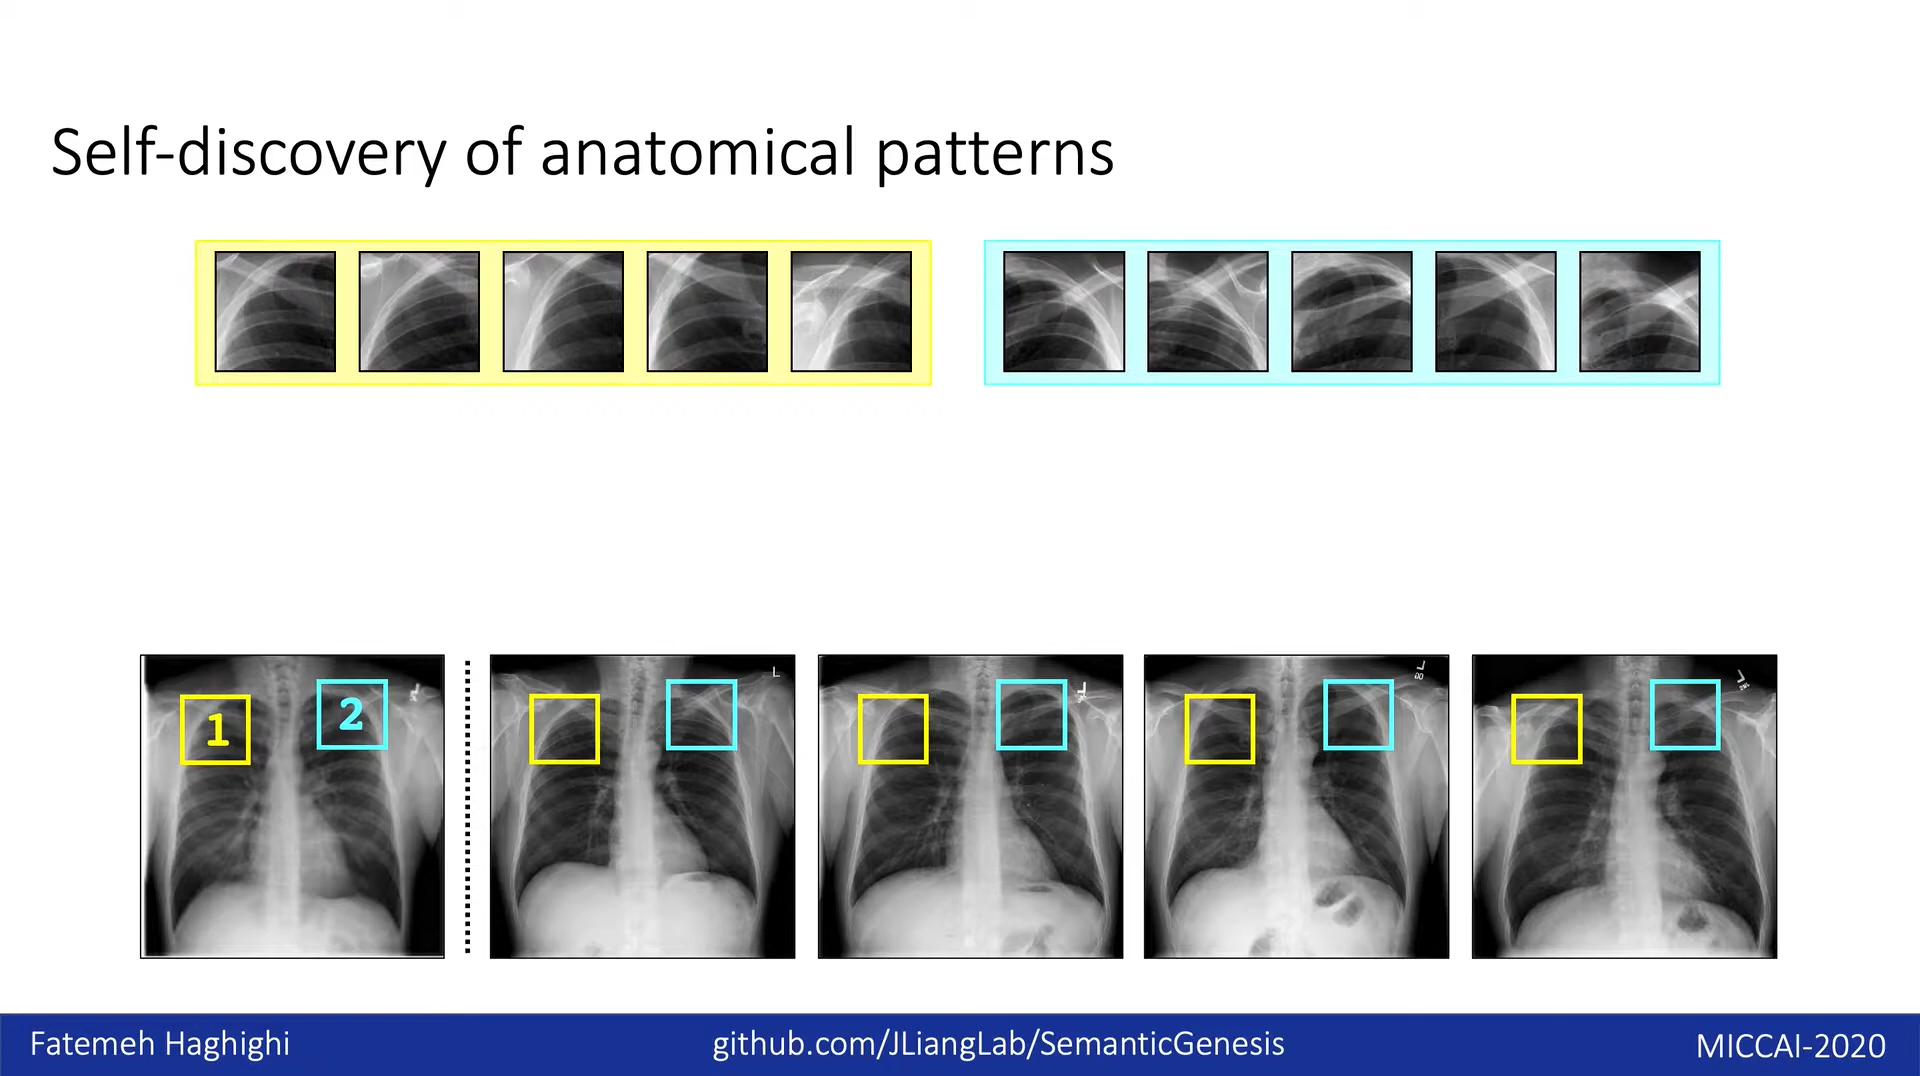 Self-discovery of anatomical patterns
1
2
L
Fatemeh Haghighi
github.com/JLiangLab/SemanticGenesis
MICCAI-2020